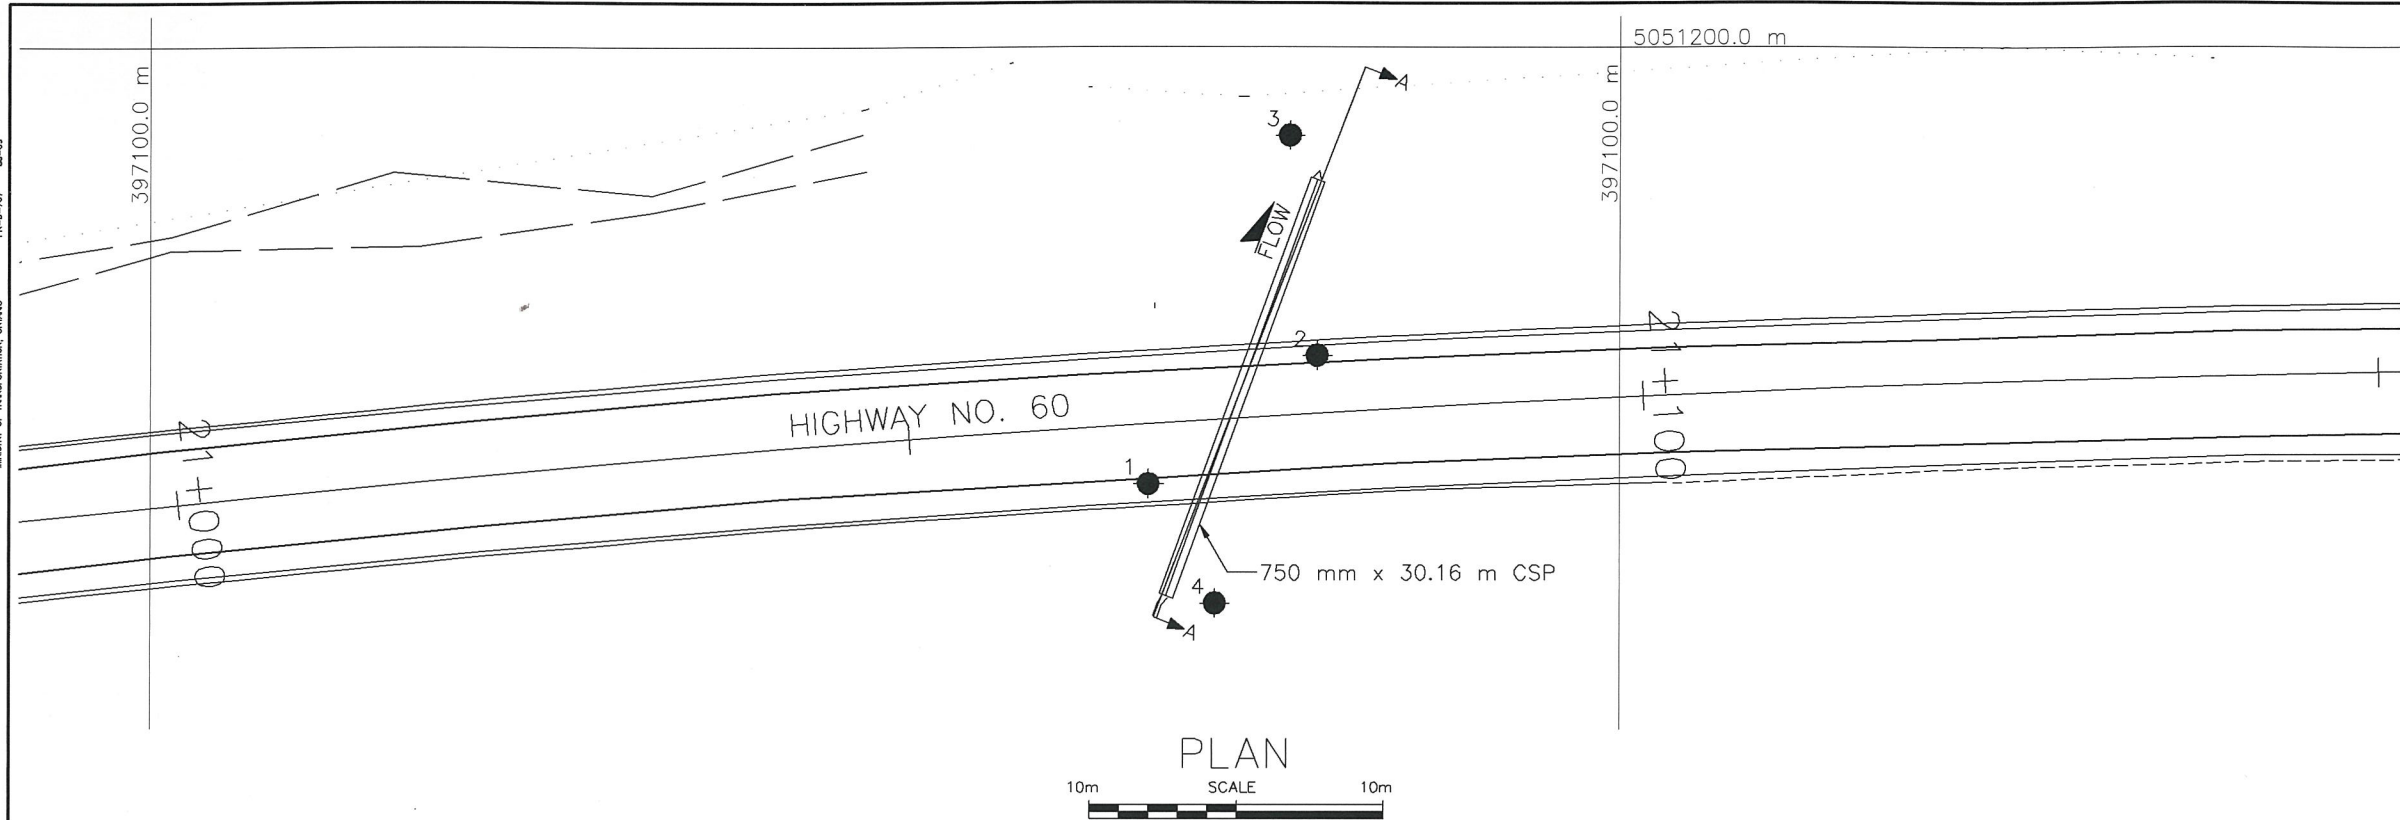 5051200.0 m
397100.0 m
397100.0 m
A
3
FLOW
2
21+100
HIGHWAY NO. 60
21+000
1
750 mm x 30.16 m CSP
4
A
PLAN
10m SCALE 10m